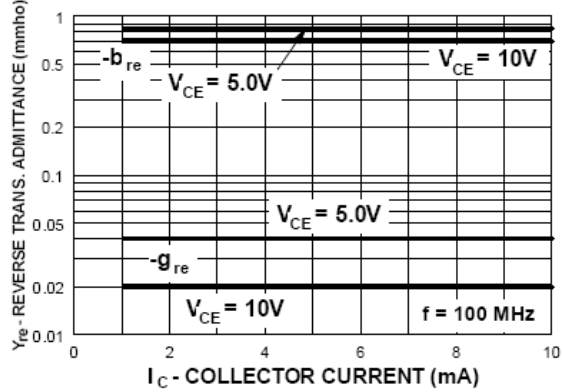 Y re - REVERSE TRANS. ADMITTANCE (mmho)
1
0.5
0.2
0.1
0.05
0.02
0.01
-b re
V CE = 5.0V
V CE = 10V
V CE = 5.0V
-g re
V CE = 10V
f = 100 MHz
0 2 4 6 8 10
I C - COLLECTOR CURRENT (mA)